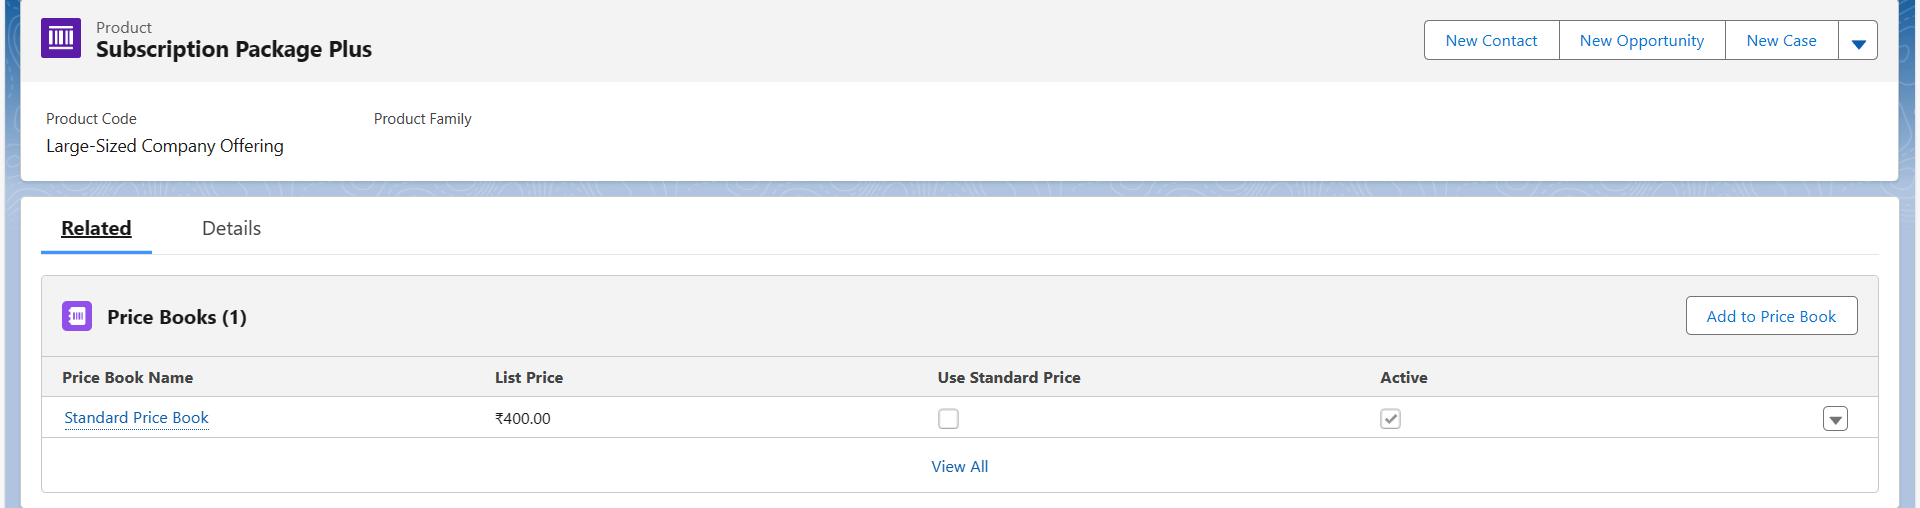 Product
Subscription Package Plus
New Contact
New Opportunity
New Case
Product Code
Product Family
Large-Sized Company Offering
Related
Details
Price Books (1)
Add to Price Book
Price Book Name
List Price
Use Standard Price
Active
Standard Price Book
₹400.00
View All